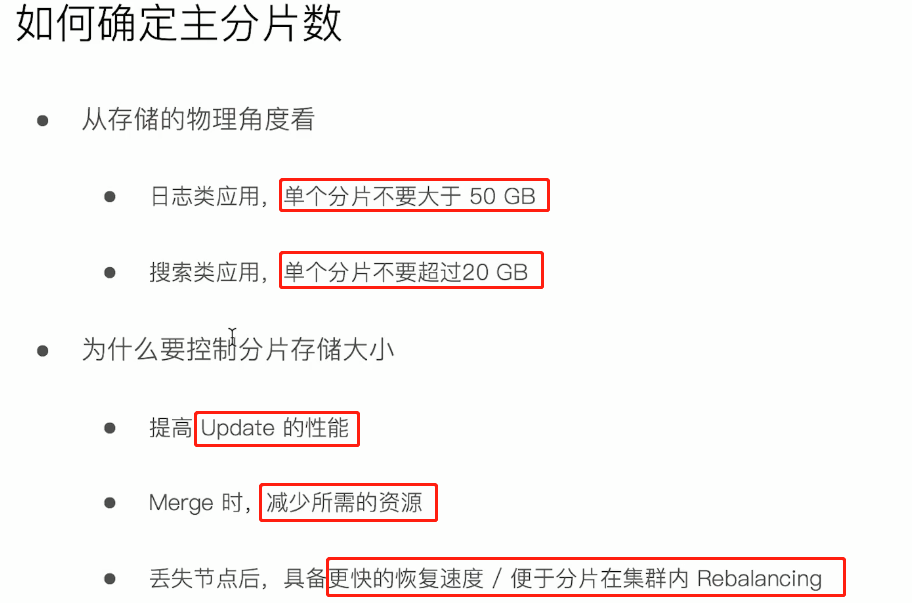 如何确定主分片数
从存储的物理角度看
日志类应用，单个分片不要大于 50 GB
搜索类应用，单个分片不要超过20 GB
为什么要控制分片存储大小
提高 Update 的性能
Merge 时，减少所需的资源
丢失节点后，具备更快的恢复速度 / 便于分片在集群内 Rebalancing